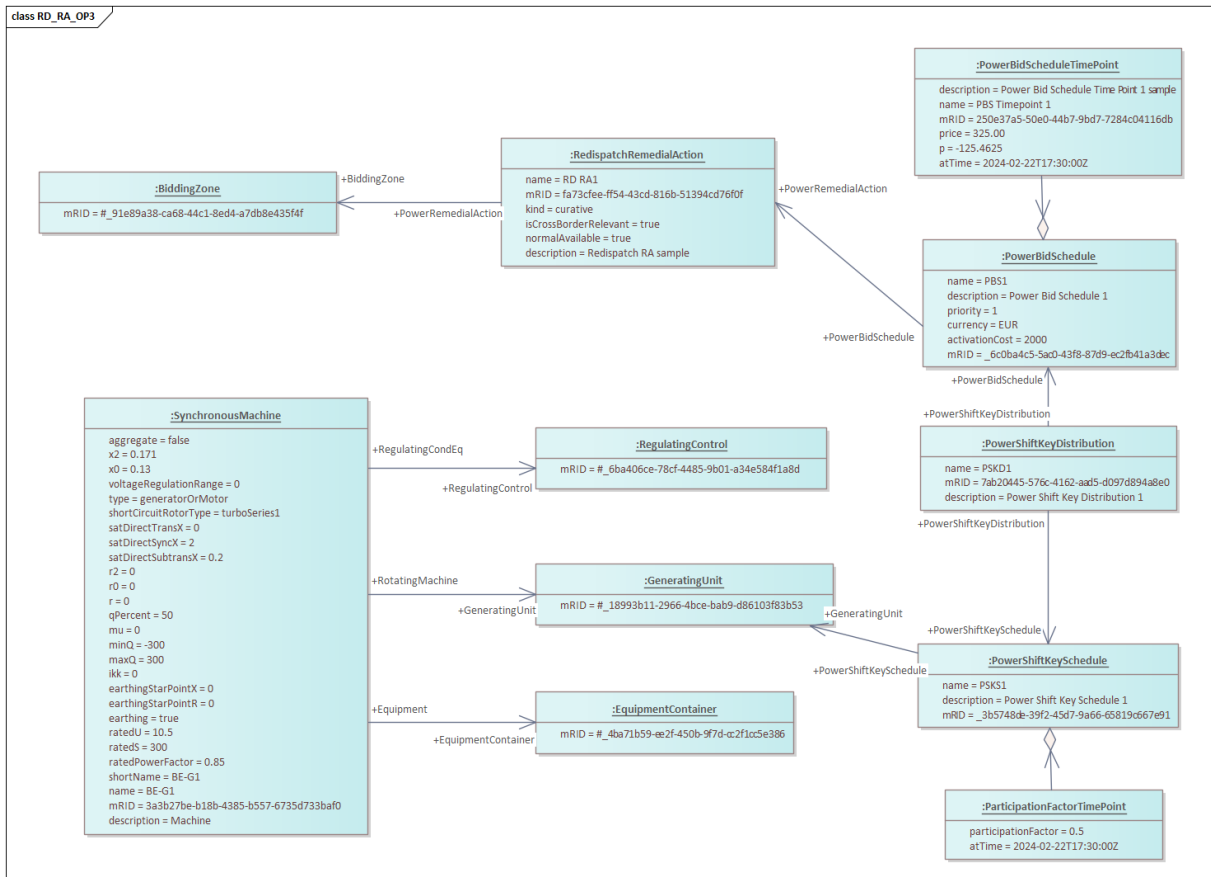 class RD_RA_OP3
:PowerBidScheduleTimePoint
description = Power Bid Schedule Time Point 1 sample
name = PBS Timepoint 1
mRID = 250e37a5-50e0-44b7-9bd7-7284c04116db
price = 325.00
p = -125.4625
atTime = 2024-02-22T17:30:00Z
:RedispatchRemedialAction
name = RD RA1
mRID = fa73cfee-ff54-43cd-816b-51394cd76f0f
kind = curative
isCrossBorderRelevant = true
normalAvailable = true
description = Redispatch RA sample
:BiddingZone
mRID = #_91e89a38-ca68-44c1-8ed4-a7db8e435f4f
+BiddingZone
+PowerRemedialAction
+PowerRemedialAction
:PowerBidSchedule
name = PBS1
description = Power Bid Schedule 1
priority = 1
currency = EUR
activationCost = 2000
mRID = _6c0ba4c5-5ac0-43f8-87d9-ec2fb41a3dec
+PowerBidSchedule
+PowerBidSchedule
+PowerShiftKeyDistribution
:SynchronousMachine
aggregate = false
x2 = 0.171
x0 = 0.13
voltageRegulationRange = 0
type = generatorOrMotor
shortCircuitRotorType = turboSeries1
satDirectTransX = 0
satDirectSyncX = 2
satDirectSubtransX = 0.2
r2 = 0
r0 = 0
r = 0
qPercent = 50
mu = 0
minQ = -300
maxQ = 300
ikk = 0
earthingStarPointX = 0
earthingStarPointR = 0
earthing = true
ratedU = 10.5
ratedS = 300
ratedPowerFactor = 0.85
shortName = BE-G1
name = BE-G1
mRID = 3a3b27be-b18b-4385-b557-6735d733baf0
description = Machine
+RegulatingCondEq
+RegulatingControl
:RegulatingControl
mRID = #_6ba406ce-78cf-4485-9b01-a34e584f1a8d
:PowerShiftKeyDistribution
name = PSKD1
mRID = 7ab20445-576c-4162-aad5-d097d894a8e0
description = Power Shift Key Distribution 1
+PowerShiftKeyDistribution
+RotatingMachine
+GeneratingUnit
:GeneratingUnit
mRID = #_18993b11-2966-4bce-bab9-d86103f83b53
+GeneratingUnit
+PowerShiftKeySchedule
+PowerShiftKeySchedule
:PowerShiftKeySchedule
name = PSKS1
description = Power Shift Key Schedule 1
mRID = _3b5748de-39f2-45d7-9a66-65819c667e91
+Equipment
+EquipmentContainer
:EquipmentContainer
mRID = #_4ba71b59-ee2f-450b-9f7d-cc2f1cc5e386
:ParticipationFactorTimePoint
participationFactor = 0.5
atTime = 2024-02-22T17:30:00Z